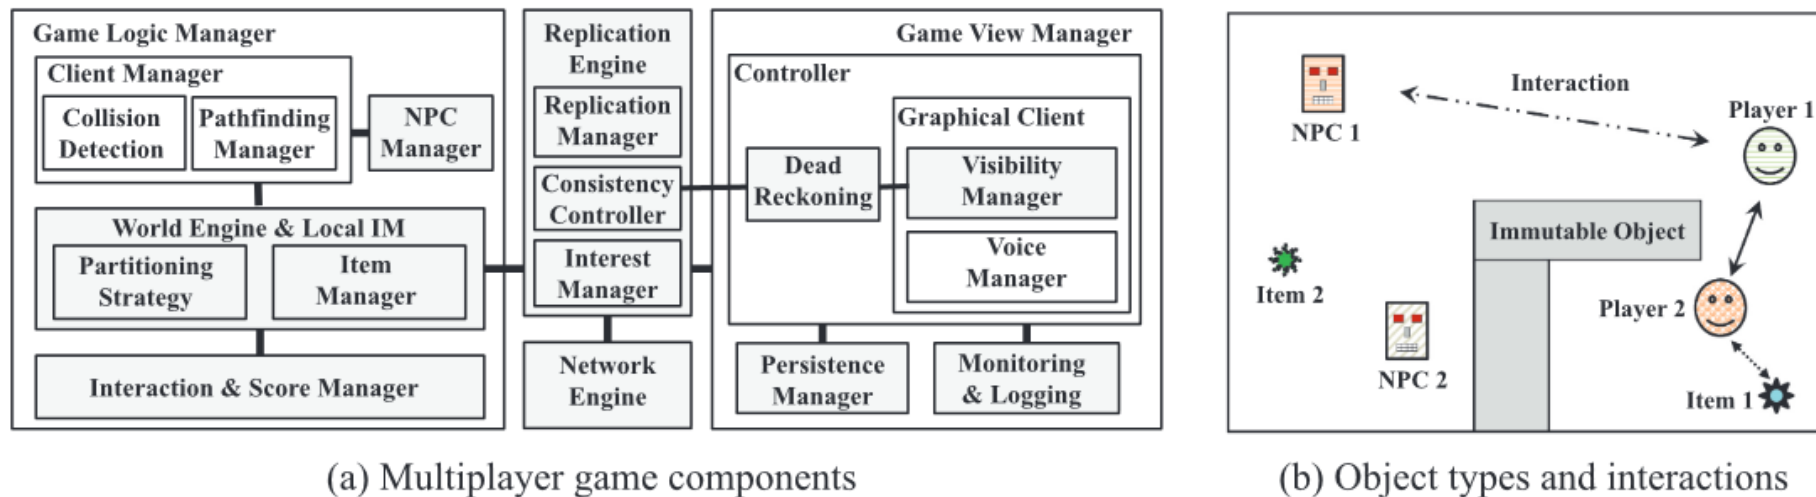 Game Logic Manager
Client Manager
Collision
Detection
Pathfinding
Manager
NPC
Manager
World Engine & Local IM
Partitioning
Strategy
Item
Manager
Interaction & Score Manager
Replication
Engine
Replication
Manager
Consistency
Controller
Interest
Manager
Network
Engine
Game View Manager
Controller
Graphical Client
Dead
Reckoning
Visibility
Manager
Voice
Manager
Persistence
Manager
Monitoring
& Logging
(a) Multiplayer game components
Interaction
NPC 1
Player 1
Immutable Object
Item 2
Player 2
NPC 2
Item 1
(b) Object types and interactions